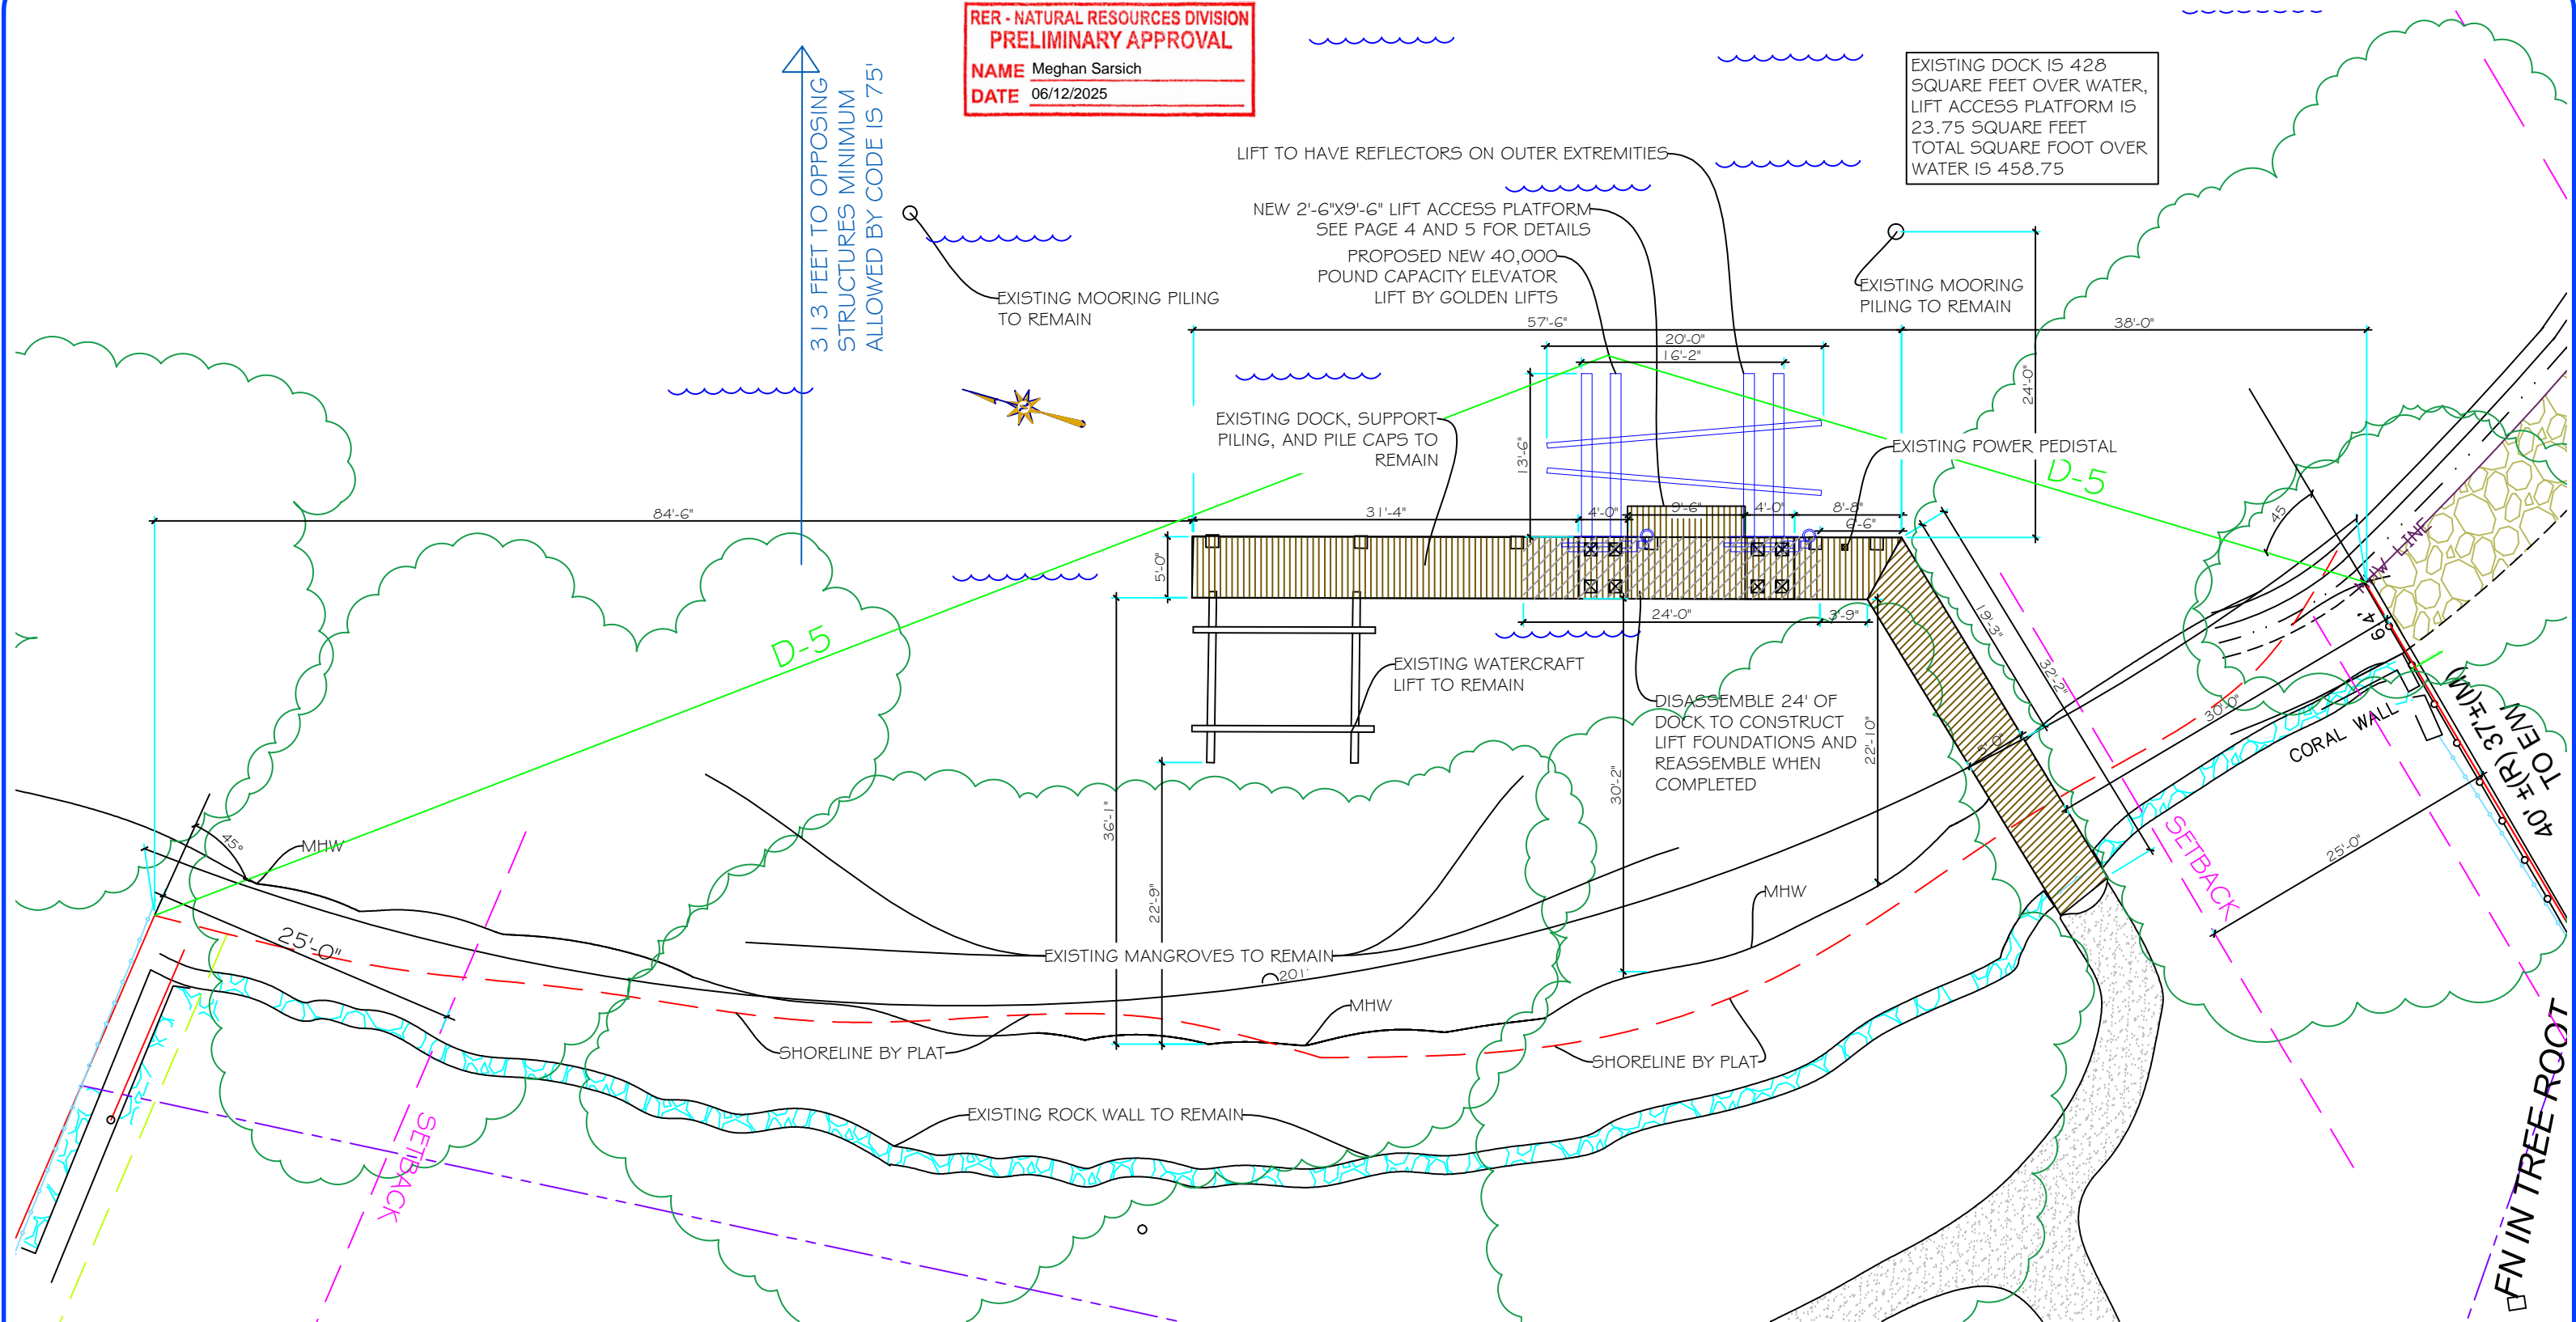 RER - NATURAL RESOURCES DIVISION
PRELIMINARY APPROVAL
NAME Meghan Sarsich
DATE 06/12/2025
313 FEET TO OPPOSING
STRUCTURES MINIMUM
ALLOWED BY CODE IS 75'
EXISTING DOCK IS 428
SQUARE FEET OVER WATER,
LIFT ACCESS PLATFORM IS
23.75 SQUARE FEET
TOTAL SQUARE FOOT OVER
WATER IS 458.75
LIFT TO HAVE REFLECTORS ON OUTER EXTREMITIES
NEW 2'-6"X9'-6" LIFT ACCESS PLATFORM
SEE PAGE 4 AND 5 FOR DETAILS
PROPOSED NEW 40,000
POUND CAPACITY ELEVATOR
LIFT BY GOLDEN LIFTS
EXISTING MOORING PILING
TO REMAIN
EXISTING MOORING
PILING TO REMAIN
57'-6"
38'-0"
20'-0"
16'-2"
24'-0"
13'-6"
EXISTING DOCK, SUPPORT
PILING, AND PILE CAPS TO
REMAIN
EXISTING POWER PEDISTAL
D-5
84'-6"
31'-4"
4'-0"
9'-6"
4'-0"
8'-8"
6'-6"
45
LINE
5'-0"
24'-0"
3'-9"
19'-3"
32'-2"
30'-0"
5'-0"
6.4'
D-5
EXISTING WATERCRAFT
LIFT TO REMAIN
DISASSEMBLE 24' OF
DOCK TO CONSTRUCT
LIFT FOUNDATIONS AND
REASSEMBLE WHEN
COMPLETED
22'-10"
30'-2"
36'-1"
22'-9"
CORAL WALL
40' ±(R) 37'±(M)
TO E/W
25'-0"
SETBACK
45°
MHW
25'-0"
MHW
EXISTING MANGROVES TO REMAIN
201'
MHW
SHORELINE BY PLAT
SHORELINE BY PLAT
EXISTING ROCK WALL TO REMAIN
SETBACK
FN IN TREE ROOT